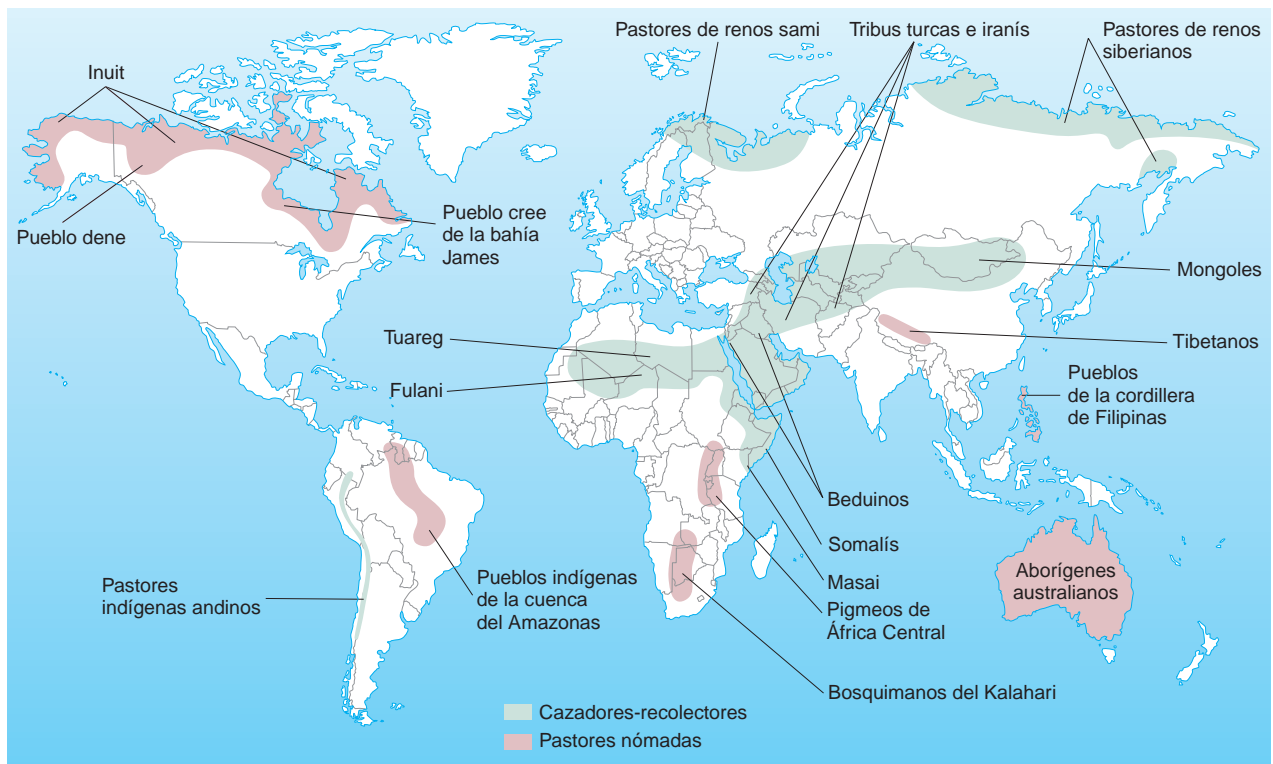 Pastores de renos sami
Tribus turcas e iranís
Pastores de renos
siberianos
Inuit
Pueblo dene
Pueblo cree
de la bahía
James
Mongoles
Tuareg
Tibetanos
Fulani
Pueblos
de la cordillera
de Filipinas
Beduinos
Somalís
Masai
Pigmeos de
África Central
Aborígenes
australianos
Pastores
indígenas andinos
Pueblos indígenas
de la cuenca
del Amazonas
Bosquimanos del Kalahari
Cazadores-recolectores
Pastores nómadas